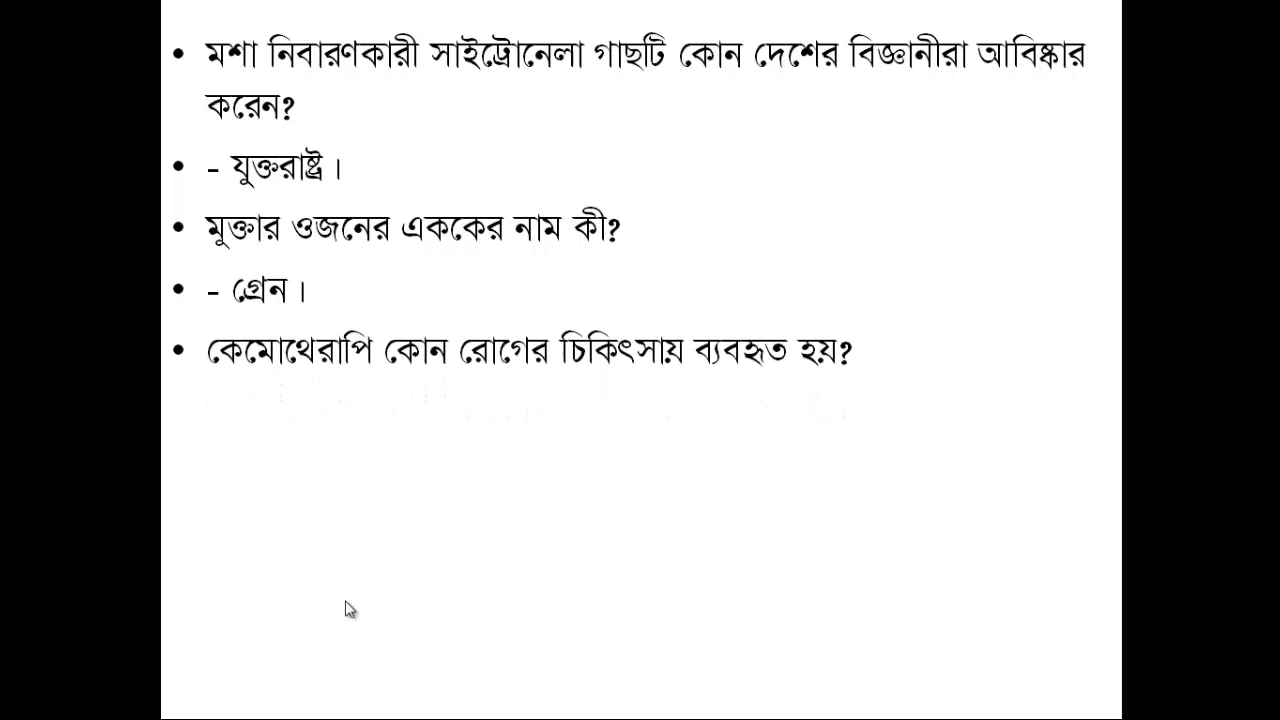 • মশা নিবারণকারী সাইট্রোনেলা গাছটি কোন দেশের বিজ্ঞানীরা আবিষ্কার
করেন?
• - যুক্তরাষ্ট্র।
• মুক্তার ওজনের এককের নাম কী?
• - গ্রেন।
• কেমোথেরাপি কোন রোগের চিকিৎসায় ব্যবহৃত হয়?